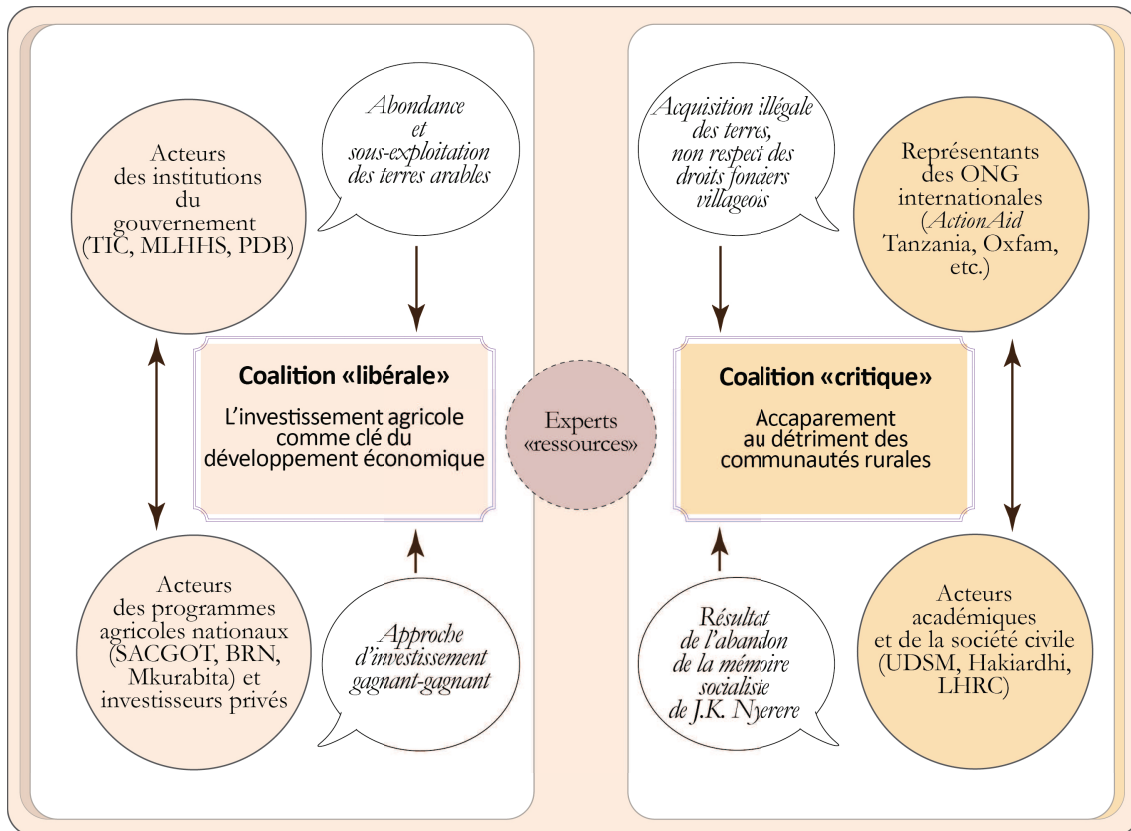 Acteurs
des institutions
du
gouvernement
(TIC, MLHHS, PDB)
Abondance
et
sous-exploitation
des terres arables
Coalition «libérale»
L’investissement agricole
comme clé du
développement économique
Acteurs
des programmes
agricoles nationaux
(SACGOT, BRN,
Mkurabita) et
investisseurs privés
Approche
d’investissement
gagnant-gagnant
Experts
«ressources»
Acquisition illégale
des terres,
non respect des
droits fonciers
villageois
Représentants
des ONG
internationales
(ActionAid
Tanzania, Oxfam,
etc.)
Coalition «critique»
Accaparement
au détriment des
communautés rurales
Résultat
de l’abandon
de la mémoire
socialiste
de J.K. Nyerere
Acteurs
académiques
et de la société civile
(UDSM, Hakiardhi,
LHRC)